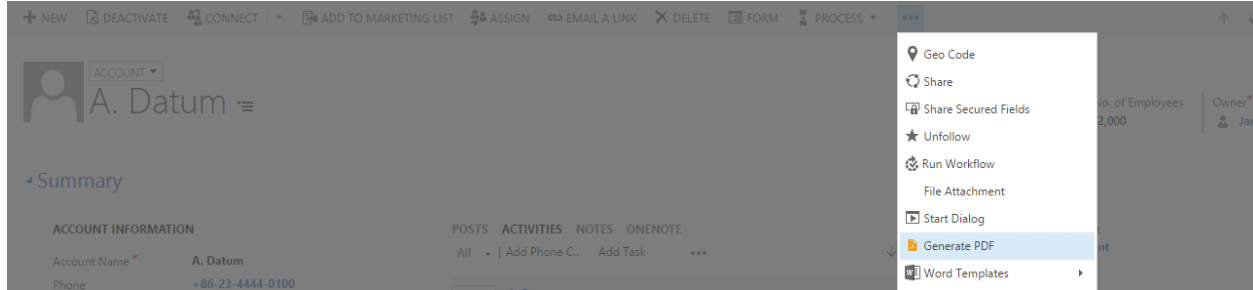 + NEW DEACTIVATE CONNECT ADD TO MARKETING LIST ASSIGN EMAIL A LINK DELETE FORM PROCESS •••
ACCOUNT
A. Datum
Geo Code
Share
Share Secured Fields
Unfollow
Run Workflow
File Attachment
Start Dialog
Generate PDF
Word Templates
No. of Employees
2,000
Owner*
Summary
ACCOUNT INFORMATION
Account Name* A. Datum
Phone +86-23-4444-0100
POSTS ACTIVITIES NOTES ONENOTE
All | Add Phone C.. Add Task •••